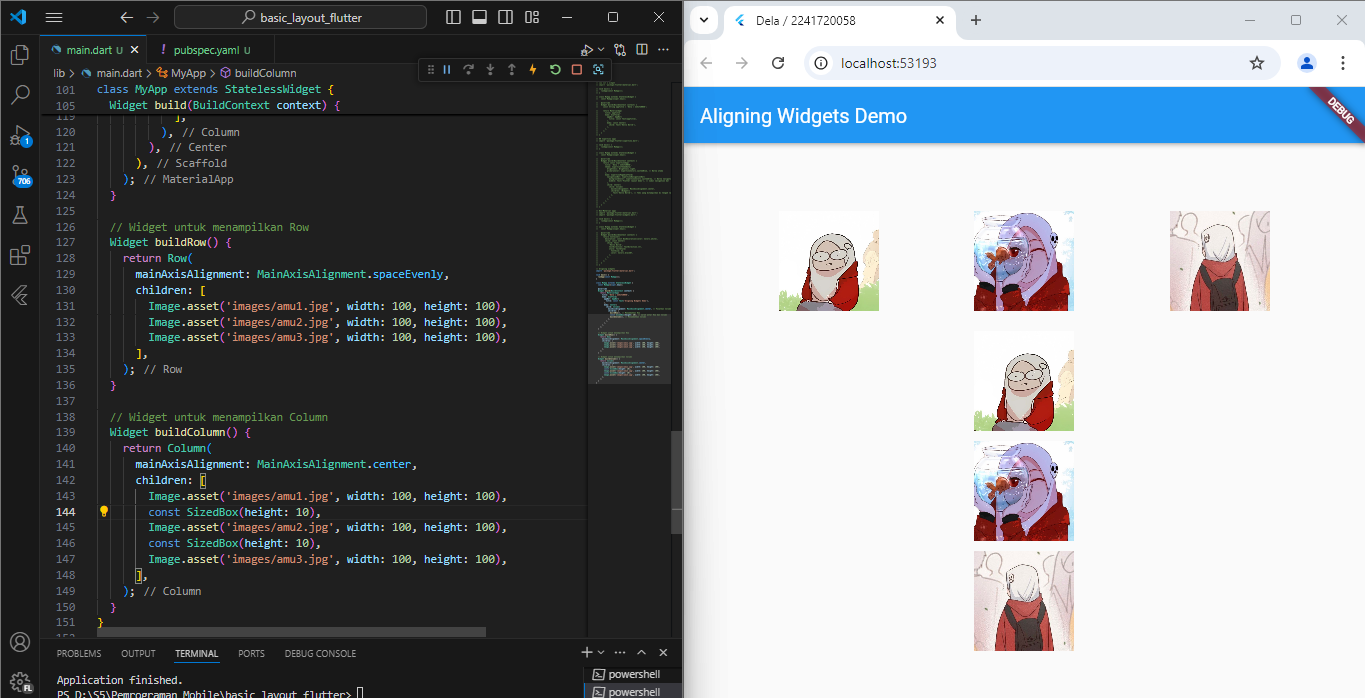 basic_layout_flutter
main.dart U
pubspec.yaml U
lib > main.dart > MyApp > buildColumn
101 class MyApp extends StatelessWidget {
105 Widget build(BuildContext context) {
119 ],
120 ), // Column
121 ), // Center
122 ), // Scaffold
123 ); // MaterialApp
124 }
125
126 // Widget untuk menampilkan Row
127 Widget buildRow() {
128 return Row(
129 mainAxisAlignment: MainAxisAlignment.spaceEvenly,
130 children: [
131 Image.asset('images/amu1.jpg', width: 100, height: 100),
132 Image.asset('images/amu2.jpg', width: 100, height: 100),
133 Image.asset('images/amu3.jpg', width: 100, height: 100),
134 ],
135 ); // Row
136 }
137
138 // Widget untuk menampilkan Column
139 Widget buildColumn() {
140 return Column(
141 mainAxisAlignment: MainAxisAlignment.center,
142 children: [
143 Image.asset('images/amu1.jpg', width: 100, height: 100),
144 const SizedBox(height: 10),
145 Image.asset('images/amu2.jpg', width: 100, height: 100),
146 const SizedBox(height: 10),
147 Image.asset('images/amu3.jpg', width: 100, height: 100),
148 ],
149 ); // Column
150 }
151 }
1
706
FL
PROBLEMS OUTPUT TERMINAL PORTS DEBUG CONSOLE
Application finished.
PS D:\S5\Pemrograman Mobile\basic_layout_flutter>
powershell
powershell
Dela / 2241720058
localhost:53193
Aligning Widgets Demo
DEBUG